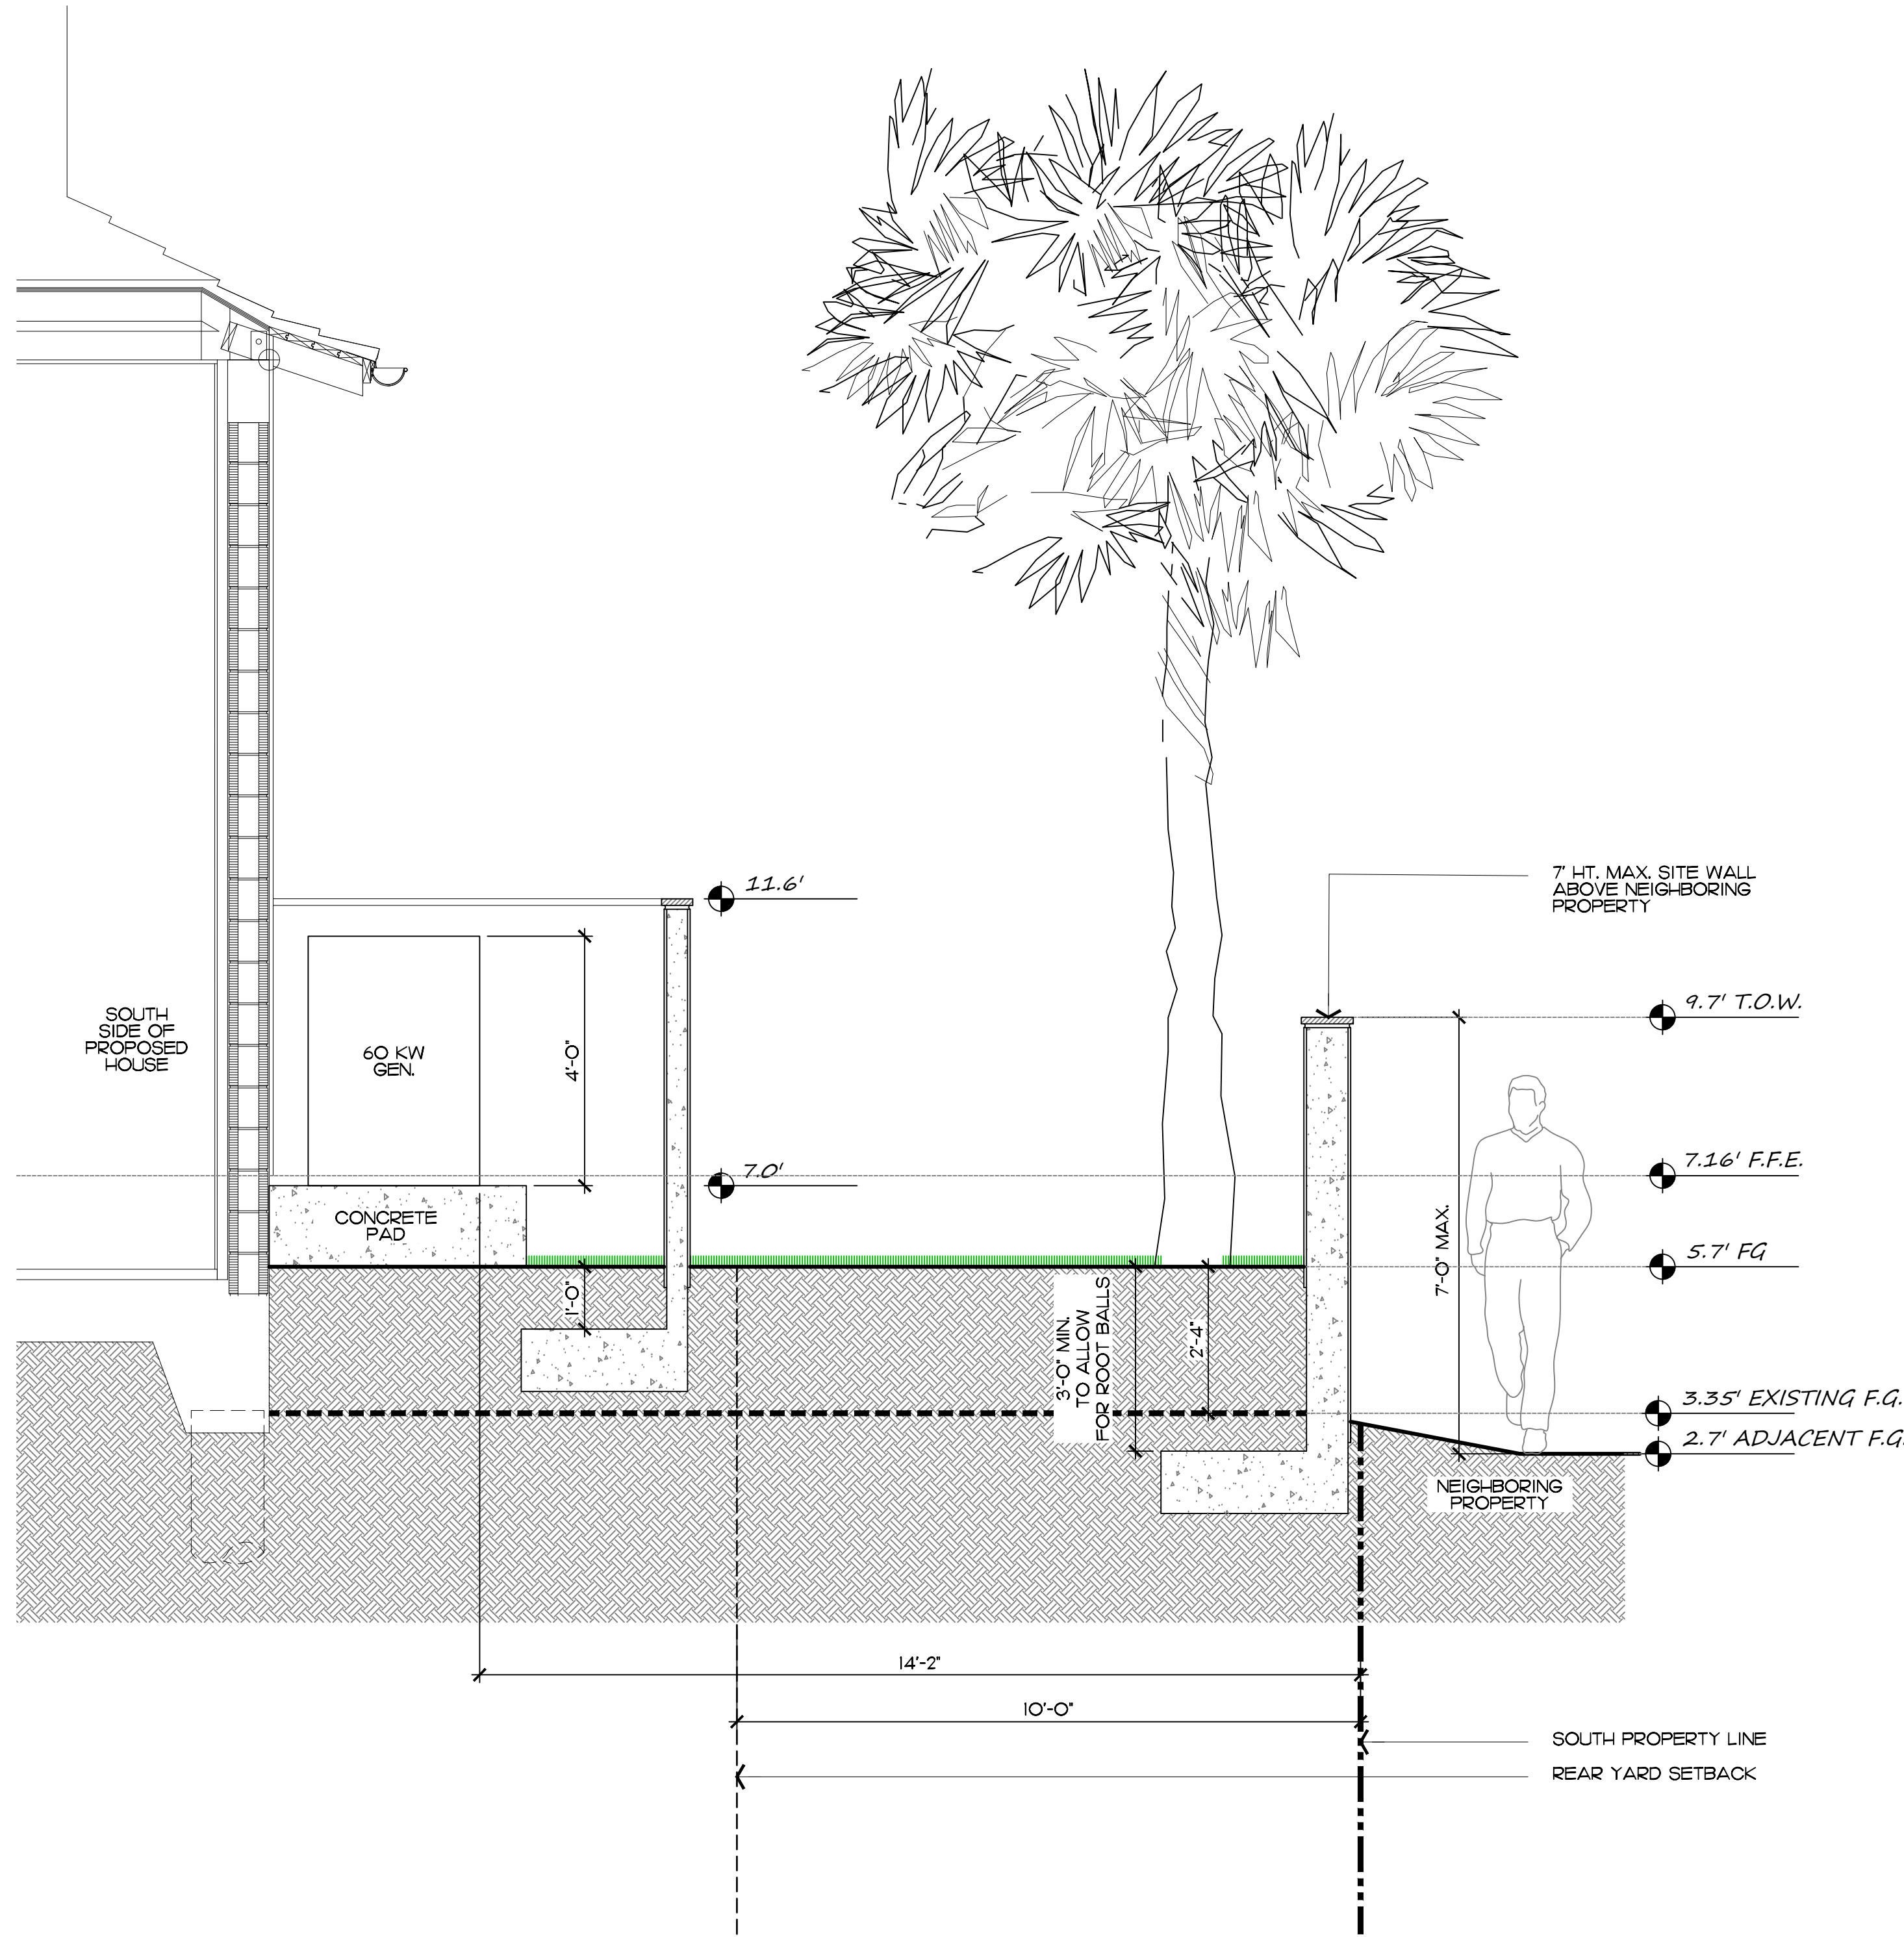 11.6'
7' HT. MAX. SITE WALL
ABOVE NEIGHBORING
PROPERTY
9.7' T.O.W.
SOUTH
SIDE OF
PROPOSED
HOUSE
60 KW
GEN.
4'-0"
7.0'
7.16' F.F.E.
CONCRETE
PAD
7'-0" MAX.
5.7' FG
1'-0"
3'-0" MIN.
TO ALLOW
FOR ROOT BALLS
2'-4"
3.35' EXISTING F.G.
2.7' ADJACENT F.G.
NEIGHBORING
PROPERTY
14'-2"
10'-0"
SOUTH PROPERTY LINE
REAR YARD SETBACK